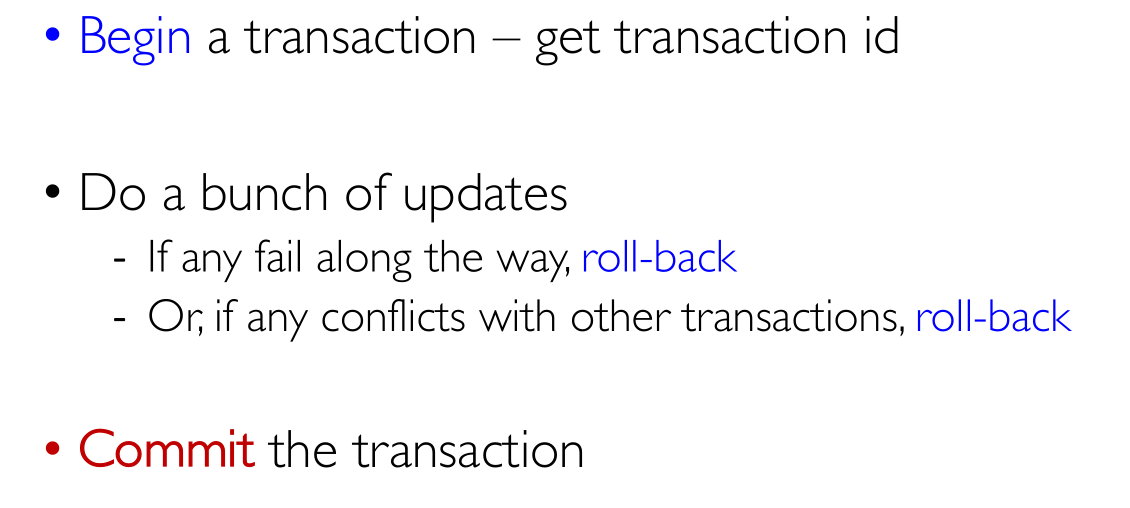 • Begin a transaction – get transaction id
• Do a bunch of updates
- If any fail along the way, roll-back
- Or, if any conflicts with other transactions, roll-back
• Commit the transaction